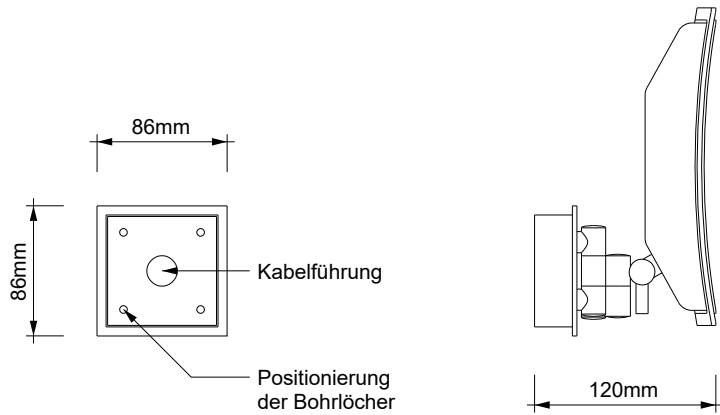 86mm
86mm
Kabelführung
Positionierung
der Bohrlöcher
120mm